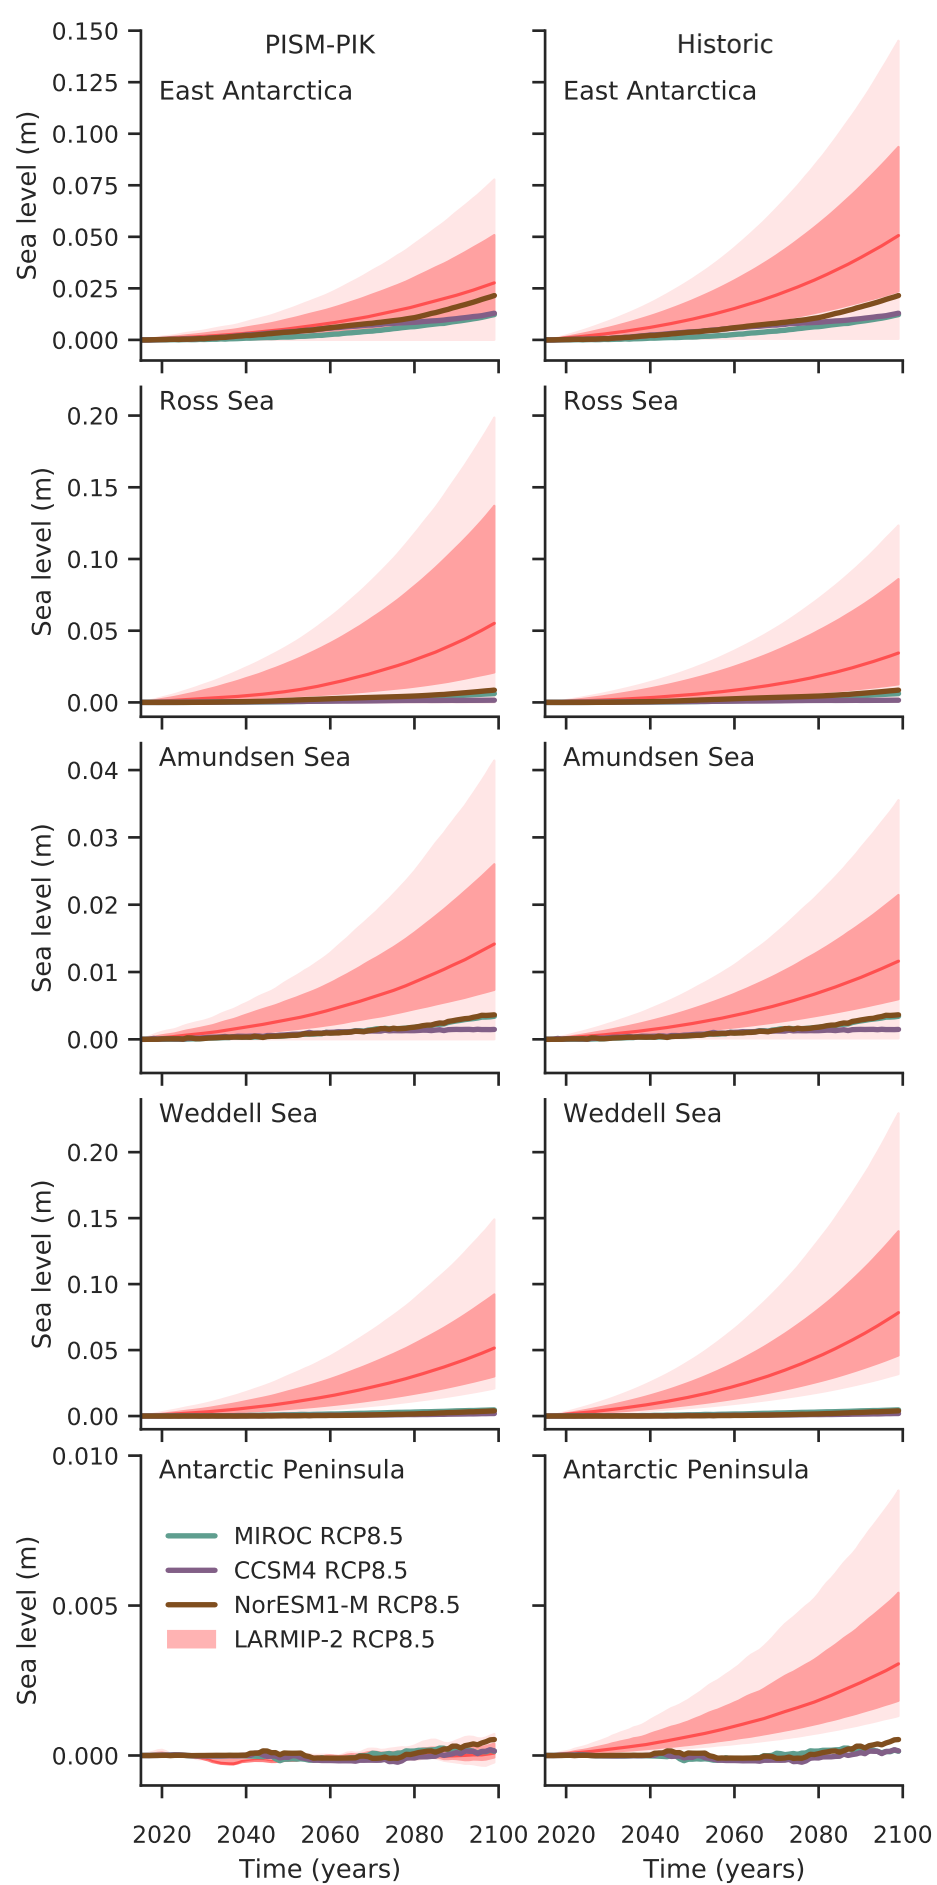 PISM-PIK Historic
East Antarctica East Antarctica
Sea level (m)
0.150
0.125
0.100
0.075
0.050
0.025
0.000
Ross Sea Ross Sea
Sea level (m)
0.20
0.15
0.10
0.05
0.00
Amundsen Sea Amundsen Sea
Sea level (m)
0.04
0.03
0.02
0.01
0.00
Weddell Sea Weddell Sea
Sea level (m)
0.20
0.15
0.10
0.05
0.00
Antarctic Peninsula Antarctic Peninsula
Sea level (m)
0.010
0.005
0.000
MIROC RCP8.5
CCSM4 RCP8.5
NorESM1-M RCP8.5
LARMIP-2 RCP8.5
2020 2040 2060 2080 2100 2020 2040 2060 2080 2100
Time (years) Time (years)